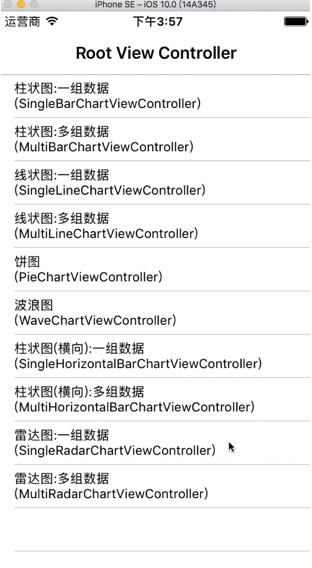 iPhone SE – iOS 10.0 (14A345)
运营商 下午3:57
Root View Controller
柱状图:一组数据
(SingleBarChartViewController)
柱状图:多组数据
(MultiBarChartViewController)
线状图:一组数据
(SingleLineChartViewController)
线状图:多组数据
(MultiLineChartViewController)
饼图
(PieChartViewController)
波浪图
(WaveChartViewController)
柱状图(横向):一组数据
(SingleHorizontalBarChartViewController)
柱状图(横向):多组数据
(MultiHorizontalBarChartViewController)
雷达图:一组数据
(SingleRadarChartViewController)
雷达图:多组数据
(MultiRadarChartViewController)